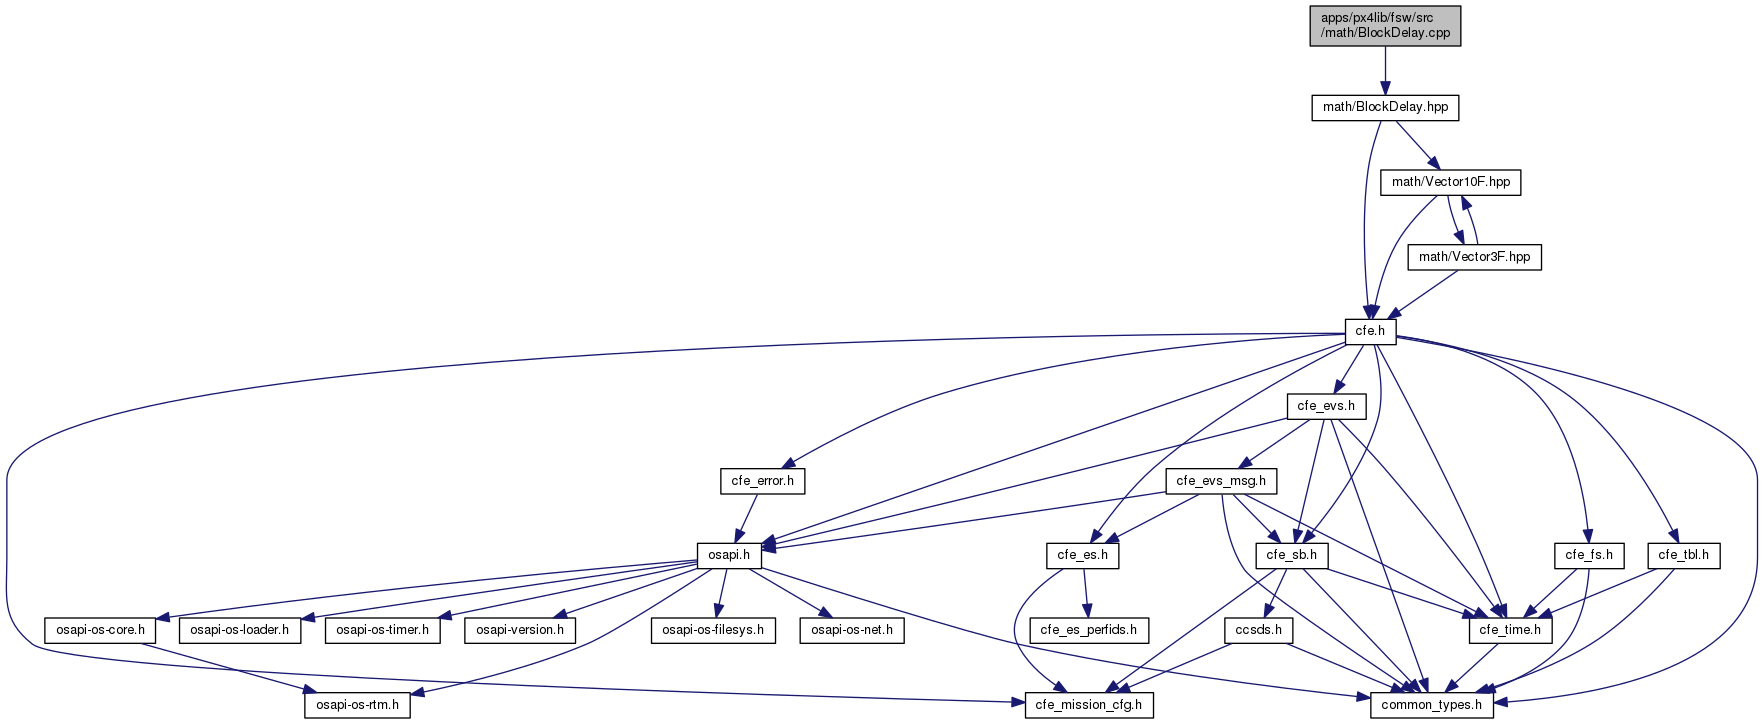 apps/px4lib/fsw/src
/math/BlockDelay.cpp
math/BlockDelay.hpp
math/Vector10F.hpp
math/Vector3F.hpp
cfe.h
cfe_evs.h
cfe_error.h
cfe_evs_msg.h
osapi.h
cfe_es.h
cfe_sb.h
cfe_fs.h
cfe_tbl.h
osapi-os-core.h
osapi-os-loader.h
osapi-os-timer.h
osapi-version.h
osapi-os-filesys.h
osapi-os-net.h
cfe_es_perfids.h
ccsds.h
cfe_time.h
osapi-os-rtm.h
cfe_mission_cfg.h
common_types.h